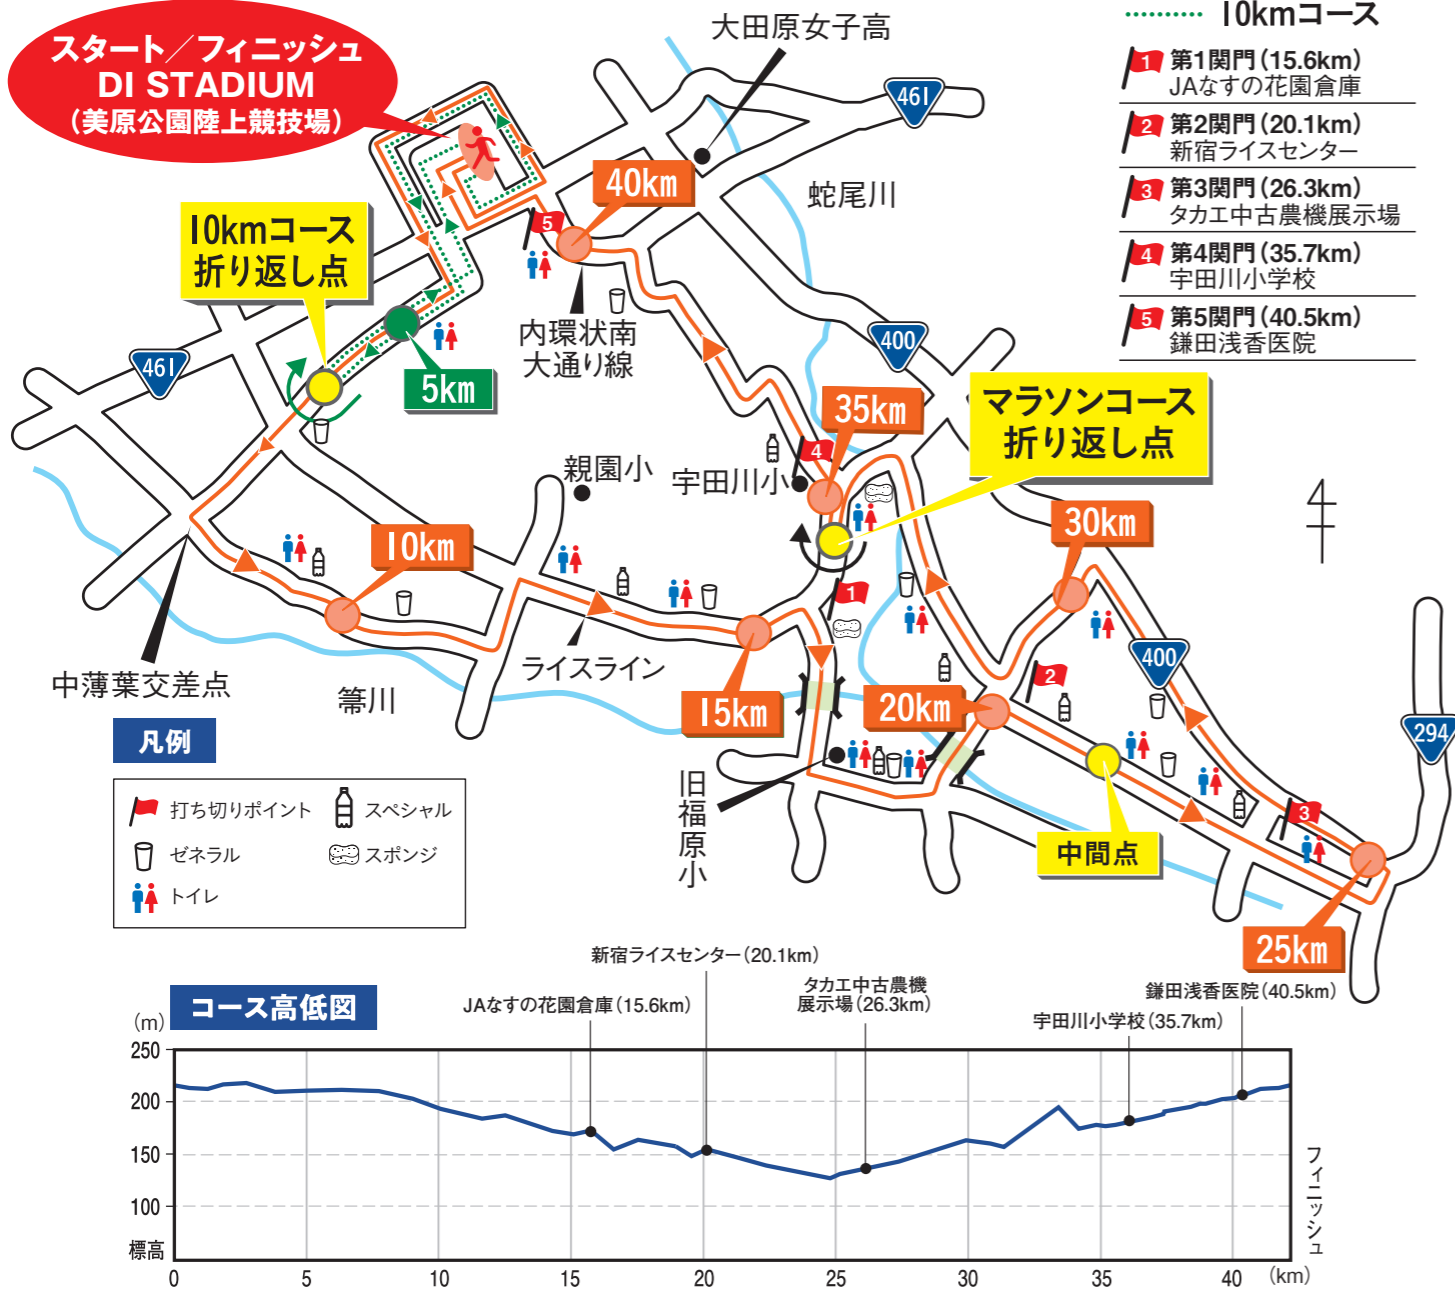 大田原女子高
10kmコース
スタート／フィニッシュ
DI STADIUM
（美原公園陸上競技場）
461
1 第1関門（15.6km）
JAなすの花園倉庫
2 第2関門（20.1km）
新宿ライスセンター
3 第3関門（26.3km）
タカエ中古農機展示場
4 第4関門（35.7km）
宇田川小学校
5 第5関門（40.5km）
鎌田浅香医院
40km
蛇尾川
5
10kmコース
折り返し点
内環状南
大通り線
400
461
5km
35km
マラソンコース
折り返し点
4
親園小
宇田川小
30km
10km
1
ライスライン
400
2
中薄葉交差点
箒川
15km
20km
294
旧福原小
3
中間点
25km
凡例
打ち切りポイント
スペシャル
ゼネラル
スポンジ
トイレ
コース高低図
新宿ライスセンター（20.1km）
JAなすの花園倉庫（15.6km）
タカエ中古農機
展示場（26.3km）
鎌田浅香医院（40.5km）
宇田川小学校（35.7km）
（m）
250
200
150
100
標高
フィニッシュ
0 5 10 15 20 25 30 35 40 （km）